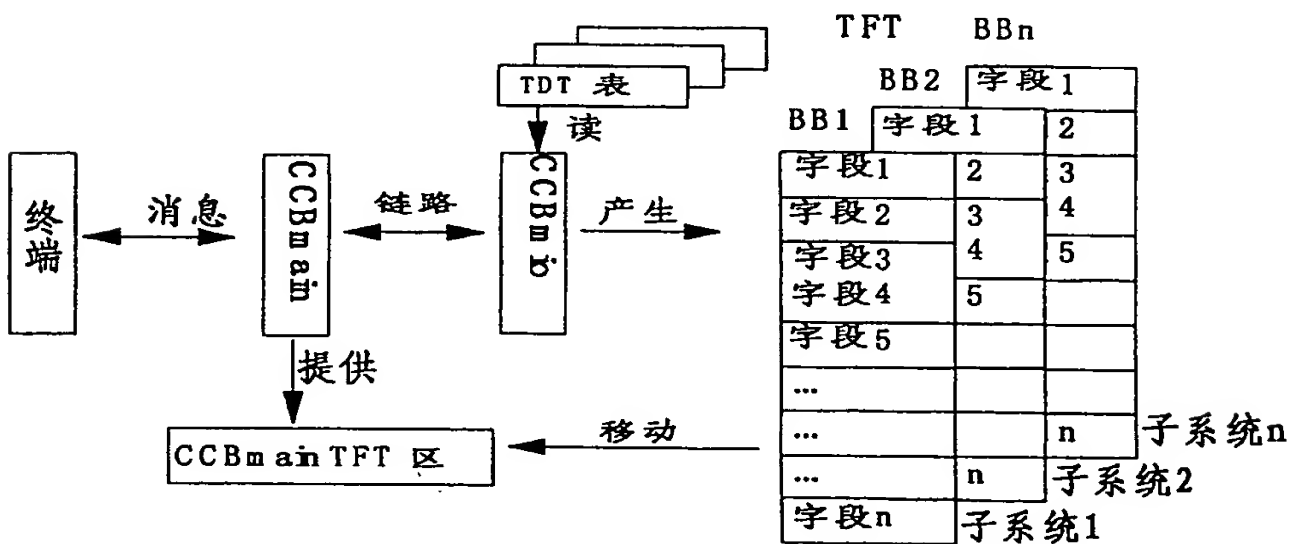 TFT BBn
BB2 字段1
TDT 表
BB1 字段1 2
读
字段1 2 3
终端
消息
CCBmain
链路
CCBmio
产生
字段2 3 4
字段3 4 5
字段4 5
字段5
提供
...
CCBmainTFT 区
移动
... n 子系统n
... n 子系统2
字段n 子系统1